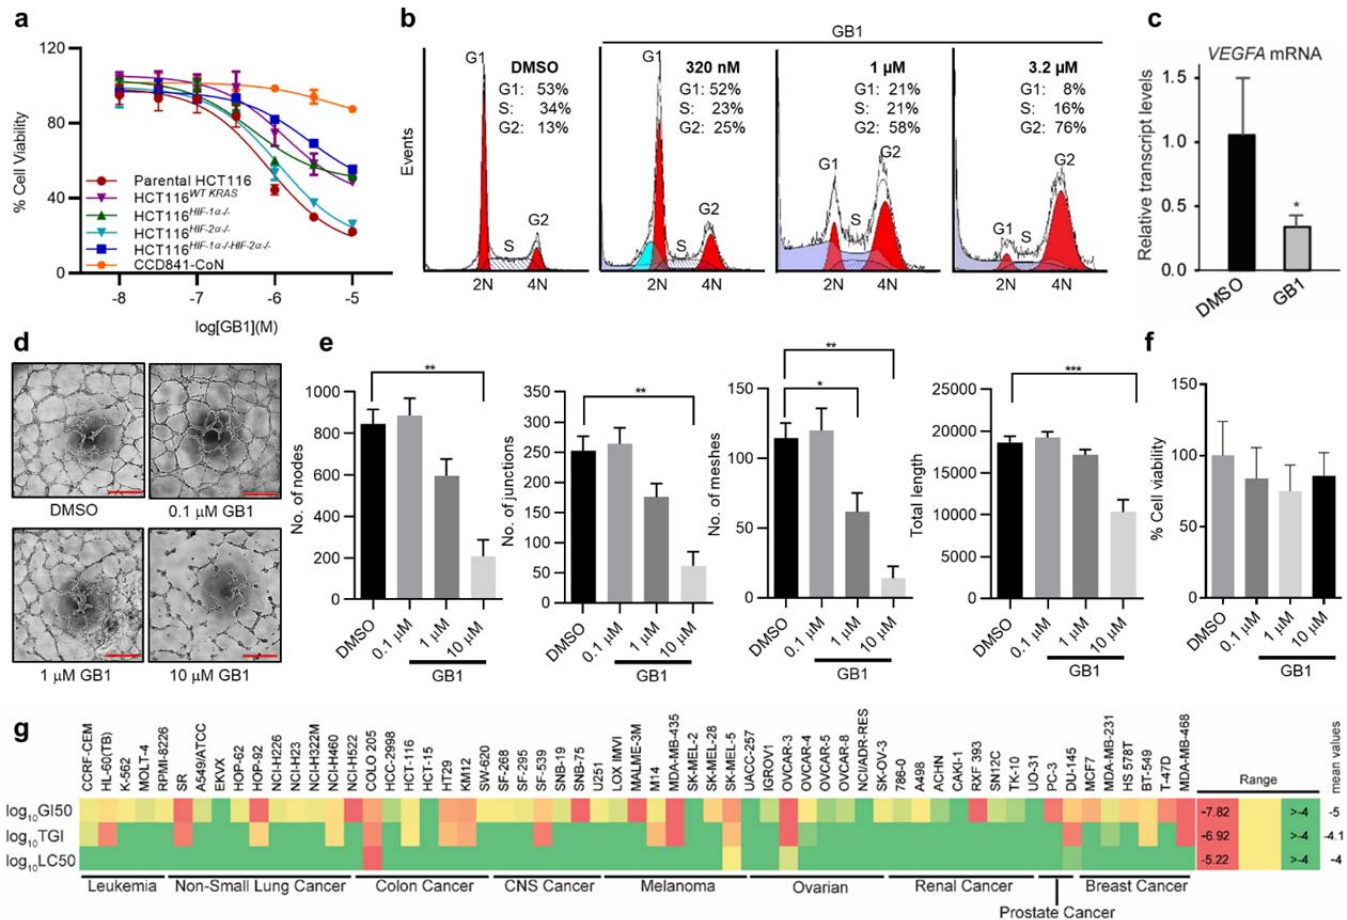 a
120
80
40
0
% Cell Viability
Parental HCT116
HCT116WT KRAS
HCT116HIF-1α-/-
HCT116HIF-2α-/-
HCT116HIF-1α-/-HIF-2α-/-
CCD841-CoN
-8 -7 -6 -5
log[GB1](M)
b
GB1
Events
G1
DMSO
G1: 53%
S: 34%
G2: 13%
S
G2
2N 4N
G1
320 nM
G1: 52%
S: 23%
G2: 25%
G2
S
2N 4N
1 µM
G1: 21%
S: 21%
G2: 58%
G1
G2
S
2N 4N
3.2 µM
G1: 8%
S: 16%
G2: 76%
G2
G1
S
2N 4N
c
VEGFA mRNA
Relative transcript levels
1.5
1.0
0.5
0.0
*
DMSO
GB1
d
DMSO
0.1 µM GB1
1 µM GB1
10 µM GB1
e
No. of nodes
1000
800
600
400
200
0
**
DMSO
0.1 µM
1 µM
10 µM
GB1
No. of junctions
350
300
250
200
150
100
50
0
**
DMSO
0.1 µM
1 µM
10 µM
GB1
No. of meshes
150
100
50
0
**
*
DMSO
0.1 µM
1 µM
10 µM
GB1
Total length
25000
20000
15000
10000
5000
0
***
DMSO
0.1 µM
1 µM
10 µM
GB1
f
% Cell viability
150
100
50
0
DMSO
0.1 µM
1 µM
10 µM
GB1
g
CCRF-CEM
HL-60(TB)
K-562
MOLT-4
RPMI-8226
SR
A549/ATCC
EKVX
HOP-62
HOP-92
NCI-H226
NCI-H23
NCI-H322M
NCI-H460
NCI-H522
COLO 205
HCC-2998
HCT-116
HCT-15
HT29
KM12
SW-620
SF-268
SF-295
SF-539
SNB-19
SNB-75
U251
LOX IMVI
MALME-3M
M14
MDA-MB-435
SK-MEL-2
SK-MEL-28
SK-MEL-5
UACC-257
IGROV1
OVCAR-3
OVCAR-4
OVCAR-5
OVCAR-8
NCI/ADR-RES
SK-OV-3
786-0
A498
ACHN
CAKI-1
RXF 393
SN12C
TK-10
UO-31
PC-3
DU-145
MCF7
MDA-MB-231
HS 578T
BT-549
T-47D
MDA-MB-468
Range
mean values
log10GI50
-7.82 >-4 -5
log10TGI
-6.92 >-4 -4.1
log10LC50
-5.22 >-4 -4
Leukemia
Non-Small Lung Cancer
Colon Cancer
CNS Cancer
Melanoma
Ovarian
Renal Cancer
Prostate Cancer
Breast Cancer